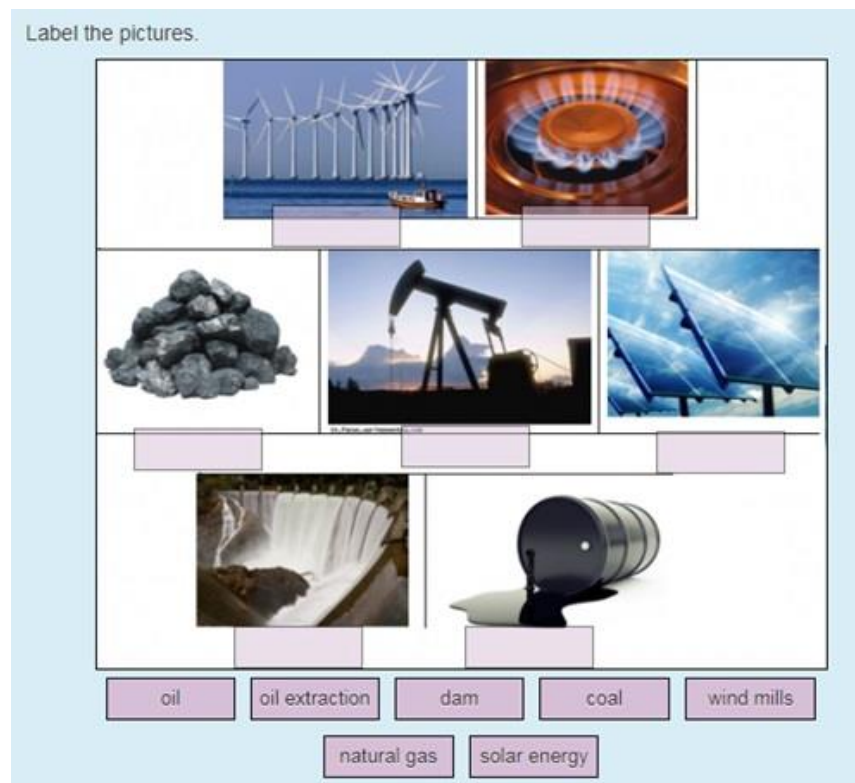 Label the pictures.
oil oil extraction dam coal wind mills
natural gas solar energy